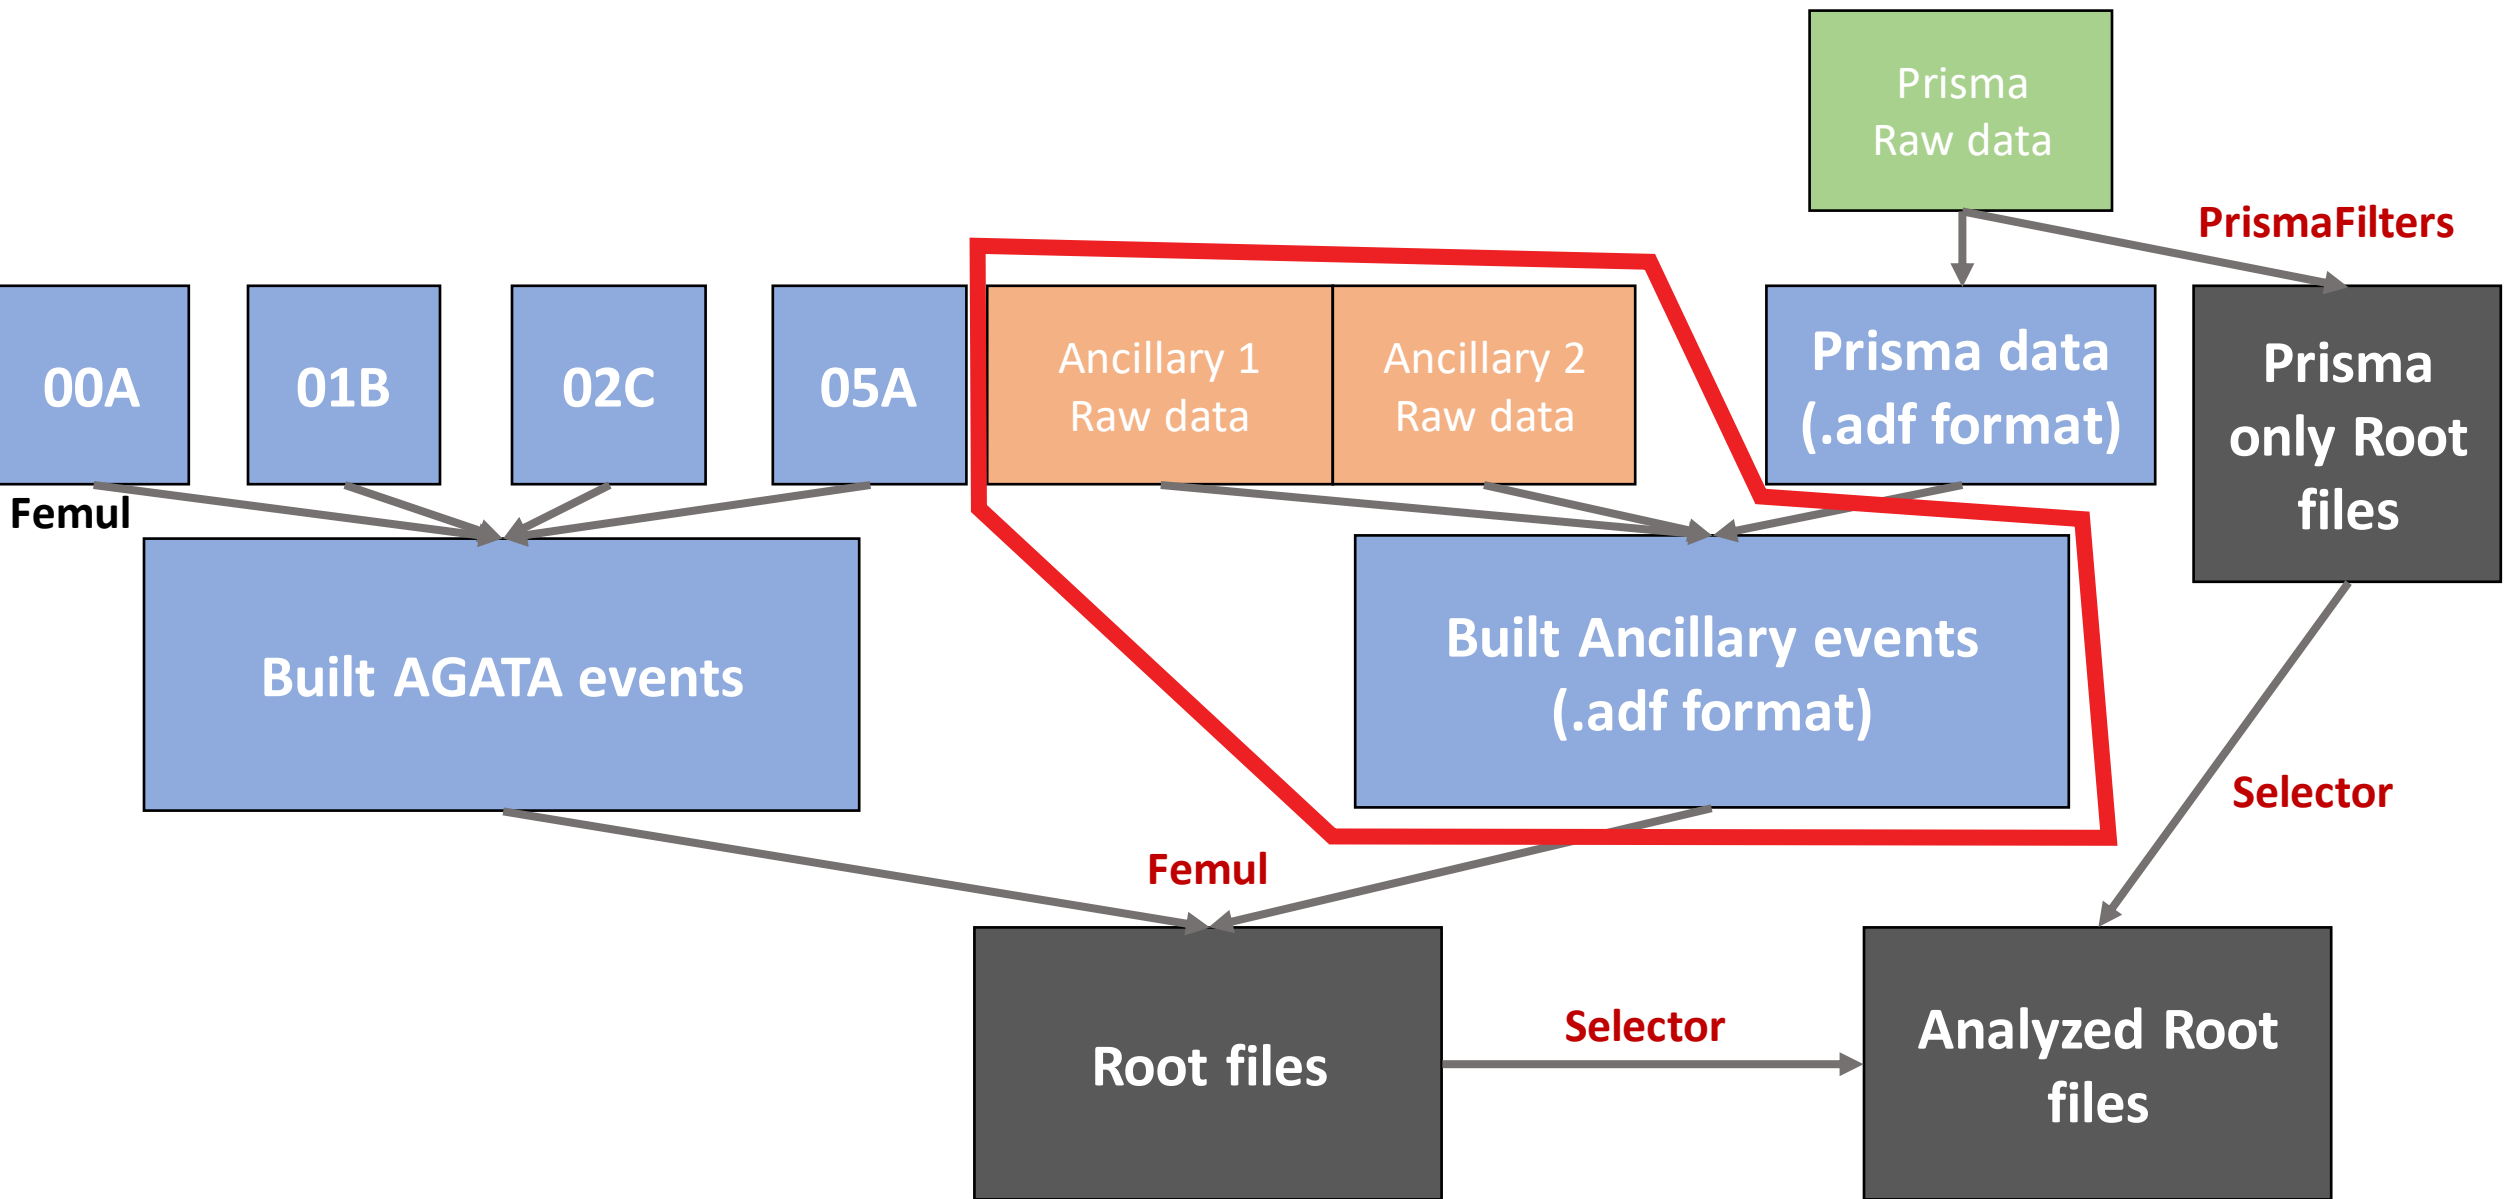 Prisma
Raw data
PrismaFilters
00A
01B
02C
05A
Ancillary 1
Raw data
Ancillary 2
Raw data
Prisma data
(.adf format)
Prisma
only Root
files
Femul
Built AGATA events
Built Ancillary events
(.adf format)
Selector
Femul
Root files
Selector
Analyzed Root
files